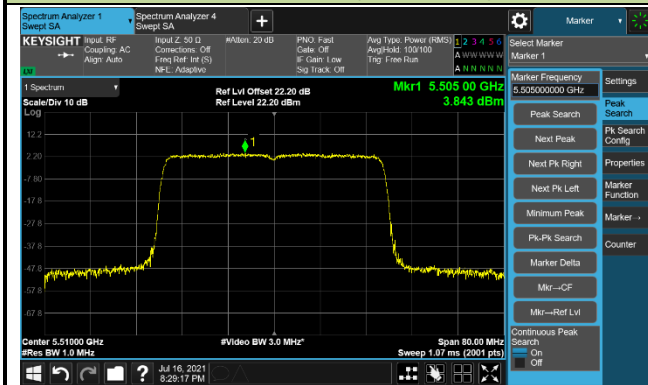 Spectrum Analyzer 1
Swept SA
Spectrum Analyzer 4
Swept SA
+
Marker
KEYSIGHT
Input: RF
Coupling: AC
Align: Auto
Input Z: 50 Ω
Corrections: Off
Freq Ref: Int (S)
NFE: Adaptive
#Atten: 20 dB
PNO: Fast
Gate: Off
IF Gain: Low
Sig Track: Off
Avg Type: Power (RMS)
Avg|Hold: 100/100
Trig: Free Run
1 2 3 4 5 6
A W W W W W
A N N N N N
LXI
Select Marker
Marker 1
1 Spectrum
Scale/Div 10 dB
Log
Ref Lvl Offset 22.20 dB
Ref Level 22.20 dBm
Mkr1 5.505 00 GHz
3.843 dBm
12.2
2.20
-7.80
-17.8
-27.8
-37.8
-47.8
-57.8
-67.8
1
Center 5.51000 GHz
#Res BW 1.0 MHz
#Video BW 3.0 MHz*
Span 80.00 MHz
Sweep 1.07 ms (2001 pts)
Marker Frequency
5.505000000 GHz
Peak Search
Next Peak
Next Pk Right
Next Pk Left
Minimum Peak
Pk-Pk Search
Marker Delta
Mkr→CF
Mkr→Ref Lvl
Continuous Peak
Search
On
Off
Settings
Peak
Search
Pk Search
Config
Properties
Marker
Function
Marker→
Counter
?
Jul 16, 2021
8:29:17 PM